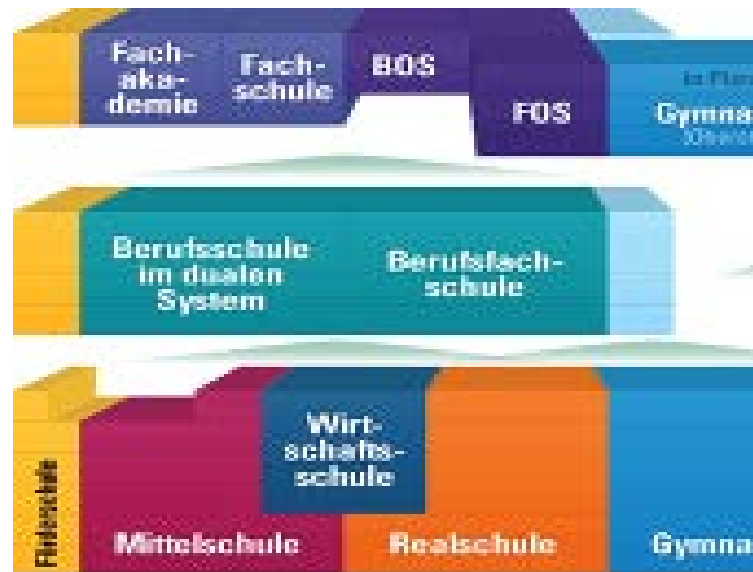 Fach-
aka-
demie
Fach-
schule
BOS
FOS
Gymna
Berufsschule
im dualen
System
Berufsfach-
schule
Wirt-
schafts-
schule
Förderschule
Mittelschule
Realschule
Gymna